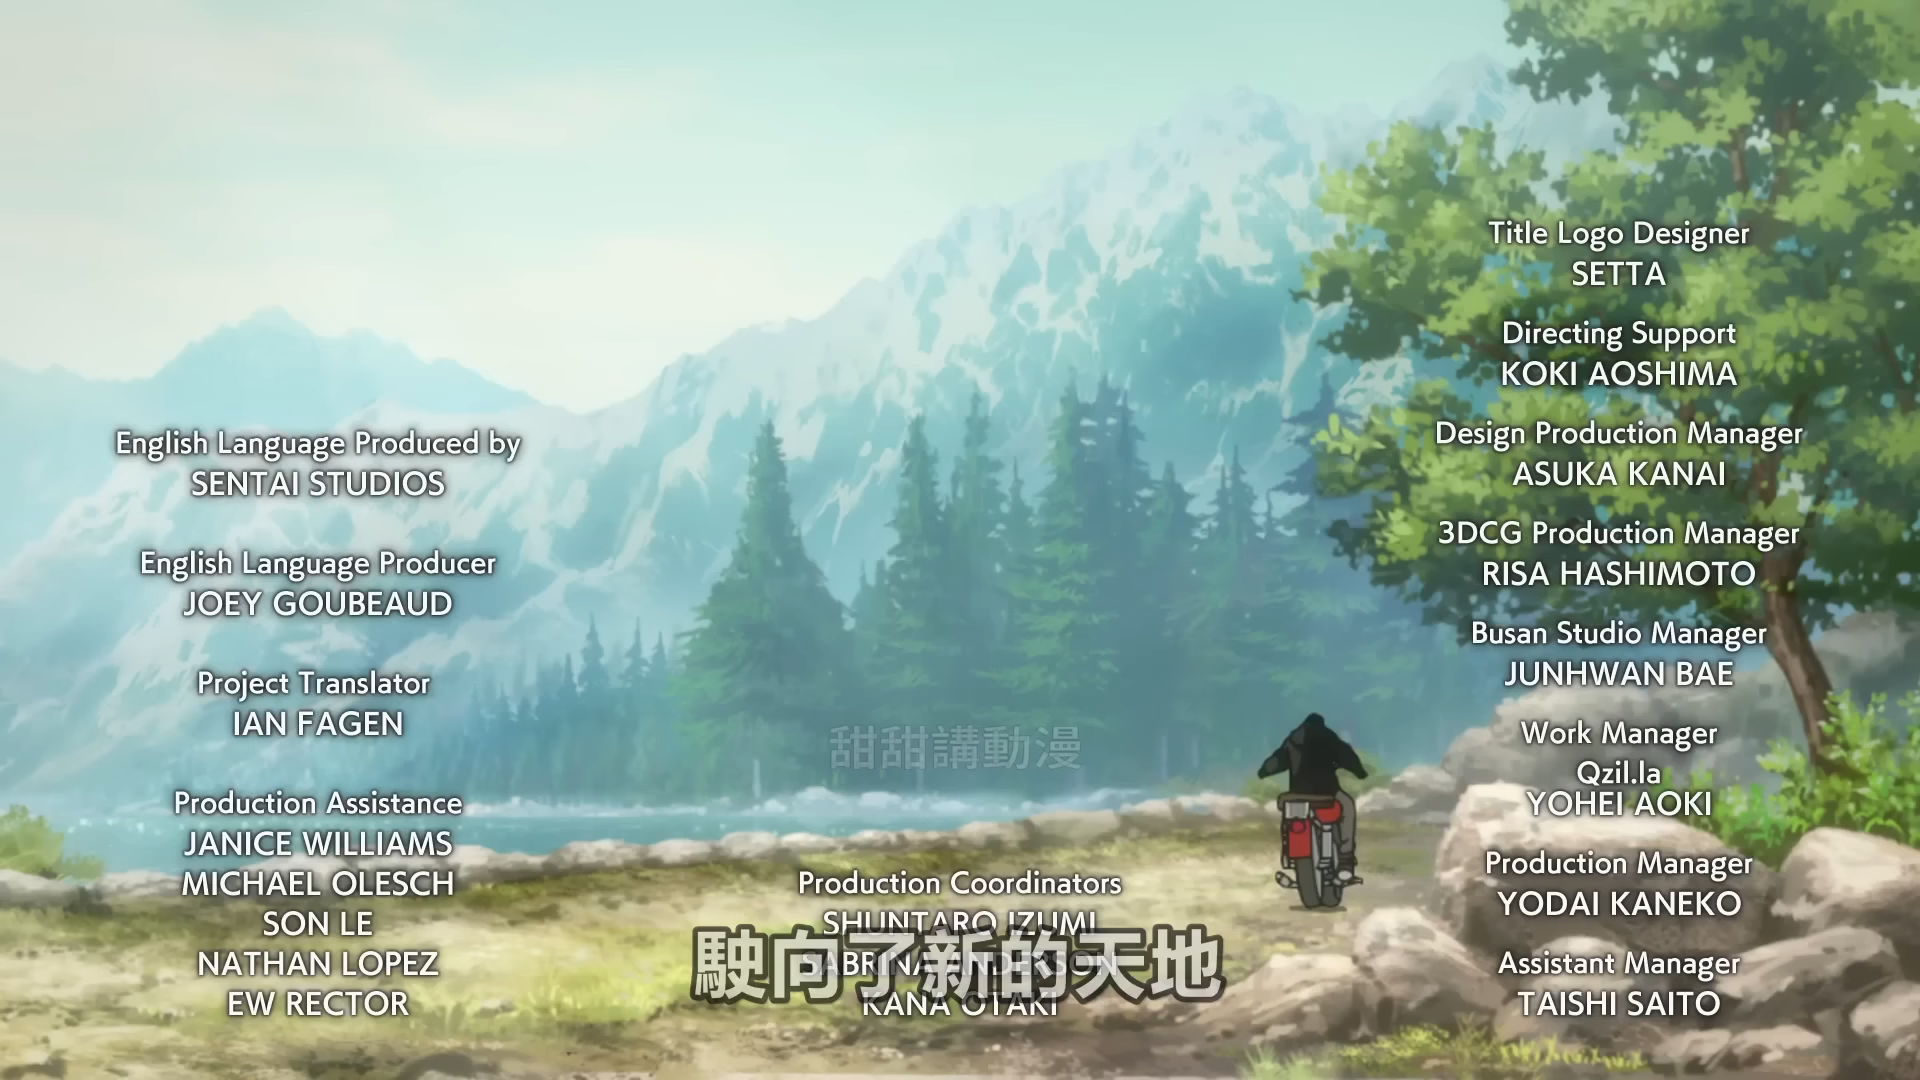 English Language Produced by
SENTAI STUDIOS
English Language Producer
JOEY GOUBEAUD
Project Translator
IAN FAGEN
Production Assistance
JANICE WILLIAMS
MICHAEL OLESCH
SON LE
NATHAN LOPEZ
EW RECTOR
甜甜講動漫
Production Coordinators
SHUNTARO IZUMI
SABRINA ANDERSON
KANA OTAKI
駛向了新的天地
Title Logo Designer
SETTA
Directing Support
KOKI AOSHIMA
Design Production Manager
ASUKA KANAI
3DCG Production Manager
RISA HASHIMOTO
Busan Studio Manager
JUNHWAN BAE
Work Manager
Qzil.la
YOHEI AOKI
Production Manager
YODAI KANEKO
Assistant Manager
TAISHI SAITO